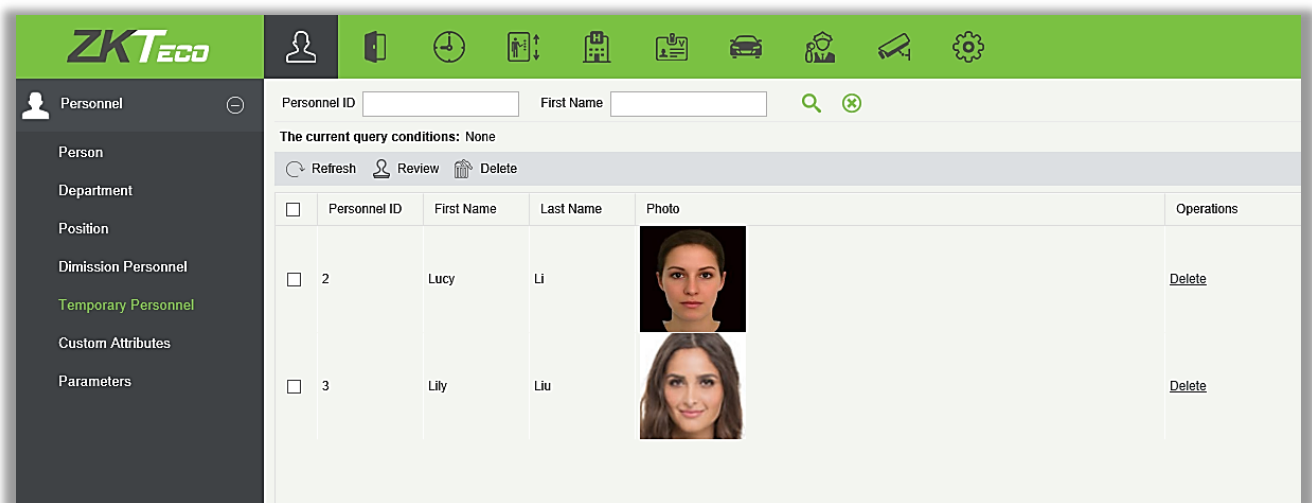 ZKTeco
Personnel
Person
Department
Position
Dimission Personnel
Temporary Personnel
Custom Attributes
Parameters
Personnel ID First Name
The current query conditions: None
Refresh Review Delete
Personnel ID First Name Last Name Photo Operations
2 Lucy Li Delete
3 Lily Liu Delete